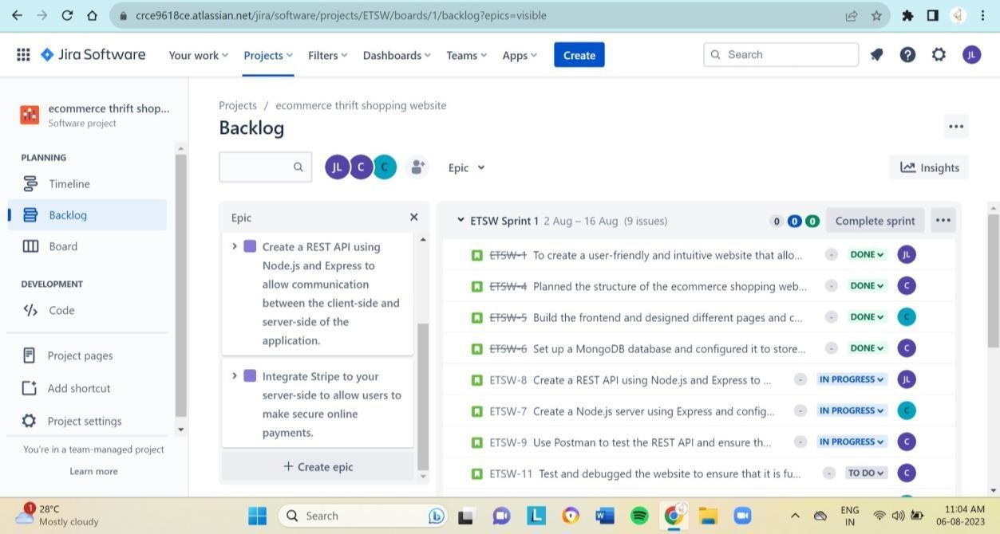 crce9618ce.atlassian.net/jira/software/projects/ETSW/boards/1/backlog?epics=visible
Jira Software
Your work
Projects
Filters
Dashboards
Teams
Apps
Create
Search
JL
ecommerce thrift shop...
Software project
PLANNING
Timeline
Backlog
Board
DEVELOPMENT
Code
Project pages
Add shortcut
Project settings
You're in a team-managed project
Learn more
Projects / ecommerce thrift shopping website
Backlog
JL C C
Epic
Insights
Epic
Create a REST API using
Node.js and Express to
allow communication
between the client-side and
server-side of the
application.
Integrate Stripe to your
server-side to allow users to
make secure online
payments.
+ Create epic
ETSW Sprint 1 2 Aug – 16 Aug (9 issues) 0 0 0 Complete sprint
ETSW-1 To create a user-friendly and intuitive website that allo... - DONE JL
ETSW-4 Planned the structure of the ecommerce shopping web... - DONE C
ETSW-5 Build the frontend and designed different pages and c... - DONE C
ETSW-6 Set up a MongoDB database and configured it to store... - DONE C
ETSW-8 Create a REST API using Node.js and Express to ... - IN PROGRESS JL
ETSW-7 Create a Node.js server using Express and config... - IN PROGRESS C
ETSW-9 Use Postman to test the REST API and ensure th... - IN PROGRESS C
ETSW-11 Test and debugged the website to ensure that it is fu... - TO DO C
1
28°C
Mostly cloudy
Search
ENG
IN
11:04 AM
06-08-2023